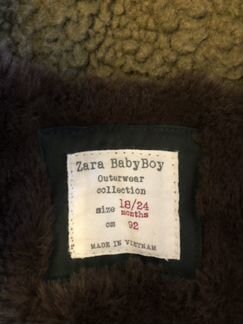 Zara BabyBoy
Outerwear
collection
size 18/24
months
cm 92
MADE IN VIETNAM